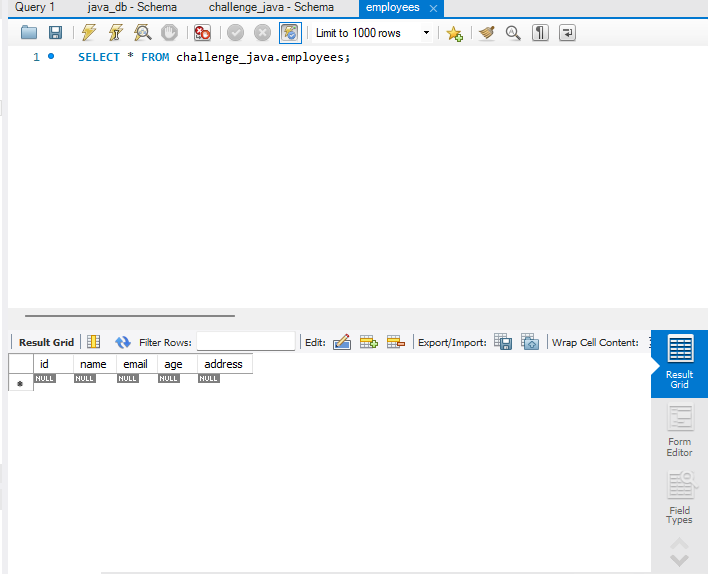 Query 1 java_db - Schema challenge_java - Schema employees
Limit to 1000 rows
1 SELECT * FROM challenge_java.employees;
Result Grid Filter Rows: Edit: Export/Import: Wrap Cell Content:
id name email age address
NULL NULL NULL NULL NULL
Result
Grid
Form
Editor
Field
Types